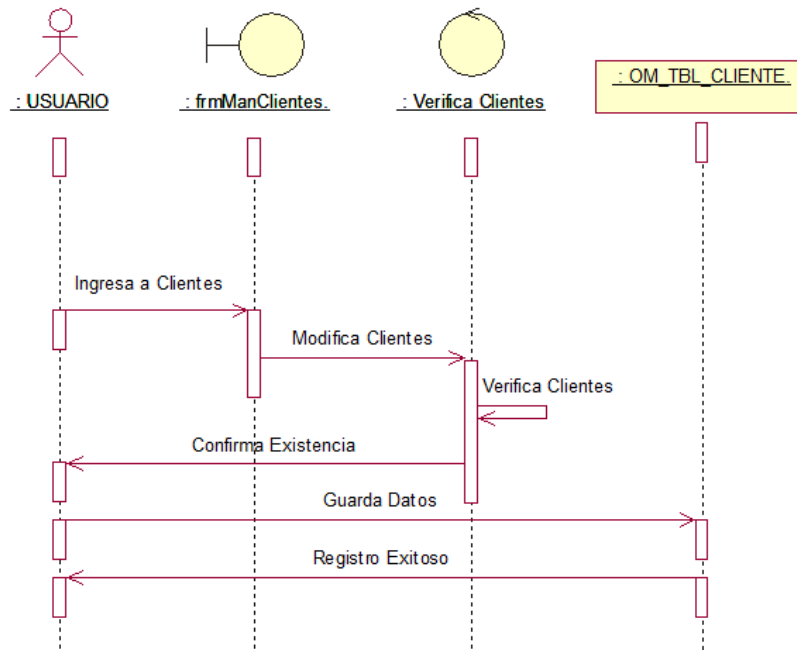 : USUARIO
: frmManClientes.
: Verifica Clientes
: OM_TBL_CLIENTE.
Ingresa a Clientes
Modifica Clientes
Verifica Clientes
Confirma Existencia
Guarda Datos
Registro Exitoso